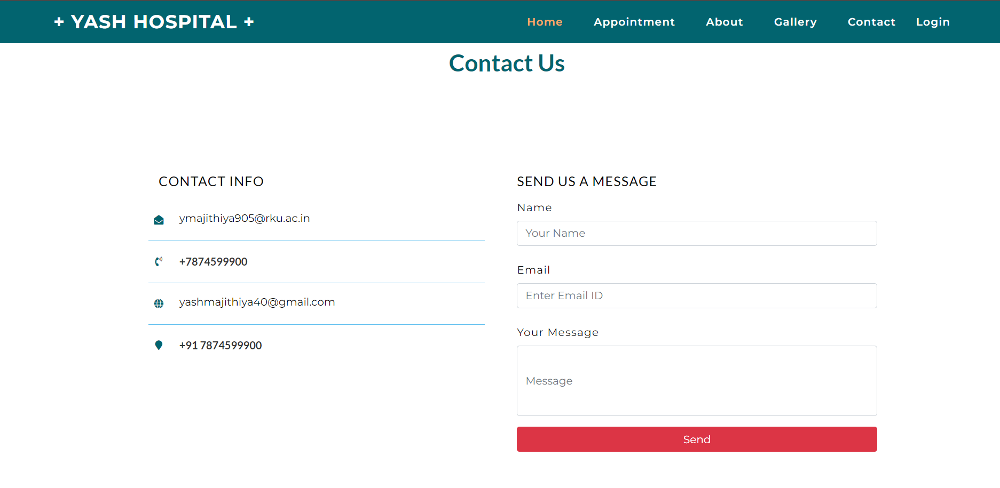 + YASH HOSPITAL +
Home Appointment About Gallery Contact Login
Contact Us
CONTACT INFO
ymajithiya905@rku.ac.in
+7874599900
yashmajithiya40@gmail.com
+91 7874599900
SEND US A MESSAGE
Name
Your Name
Email
Enter Email ID
Your Message
Message
Send